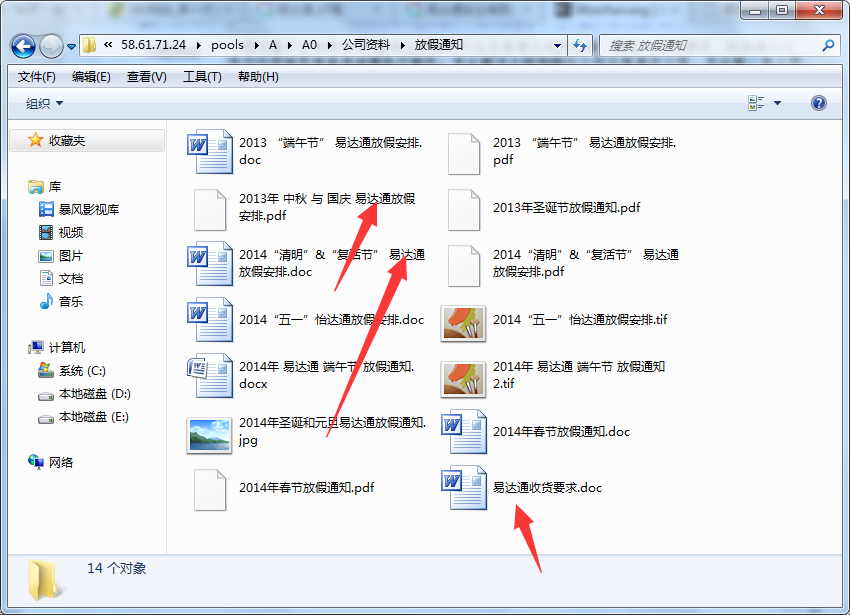 « 58.61.71.24 ▸ pools ▸ A ▸ A0 ▸ 公司资料 ▸ 放假通知
搜索 放假通知
文件(F) 编辑(E) 查看(V) 工具(T) 帮助(H)
组织
收藏夹
库
暴风影视库
视频
图片
文档
音乐
计算机
系统 (C:)
本地磁盘 (D:)
本地磁盘 (E:)
网络
2013 “端午节” 易达通放假安排.
doc
2013 “端午节” 易达通放假安排.
pdf
2013年 中秋 与 国庆 易达通放假
安排.pdf
2013年圣诞节放假通知.pdf
2014“清明”&“复活节” 易达通
放假安排.doc
2014“清明”&“复活节” 易达通
放假安排.pdf
2014“五一”怡达通放假安排.doc
2014“五一”怡达通放假安排.tif
2014年 易达通 端午节 放假通知.
docx
2014年 易达通 端午节 放假通知
2.tif
2014年圣诞和元旦易达通放假通知.
jpg
2014年春节放假通知.doc
2014年春节放假通知.pdf
易达通收货要求.doc
14 个对象